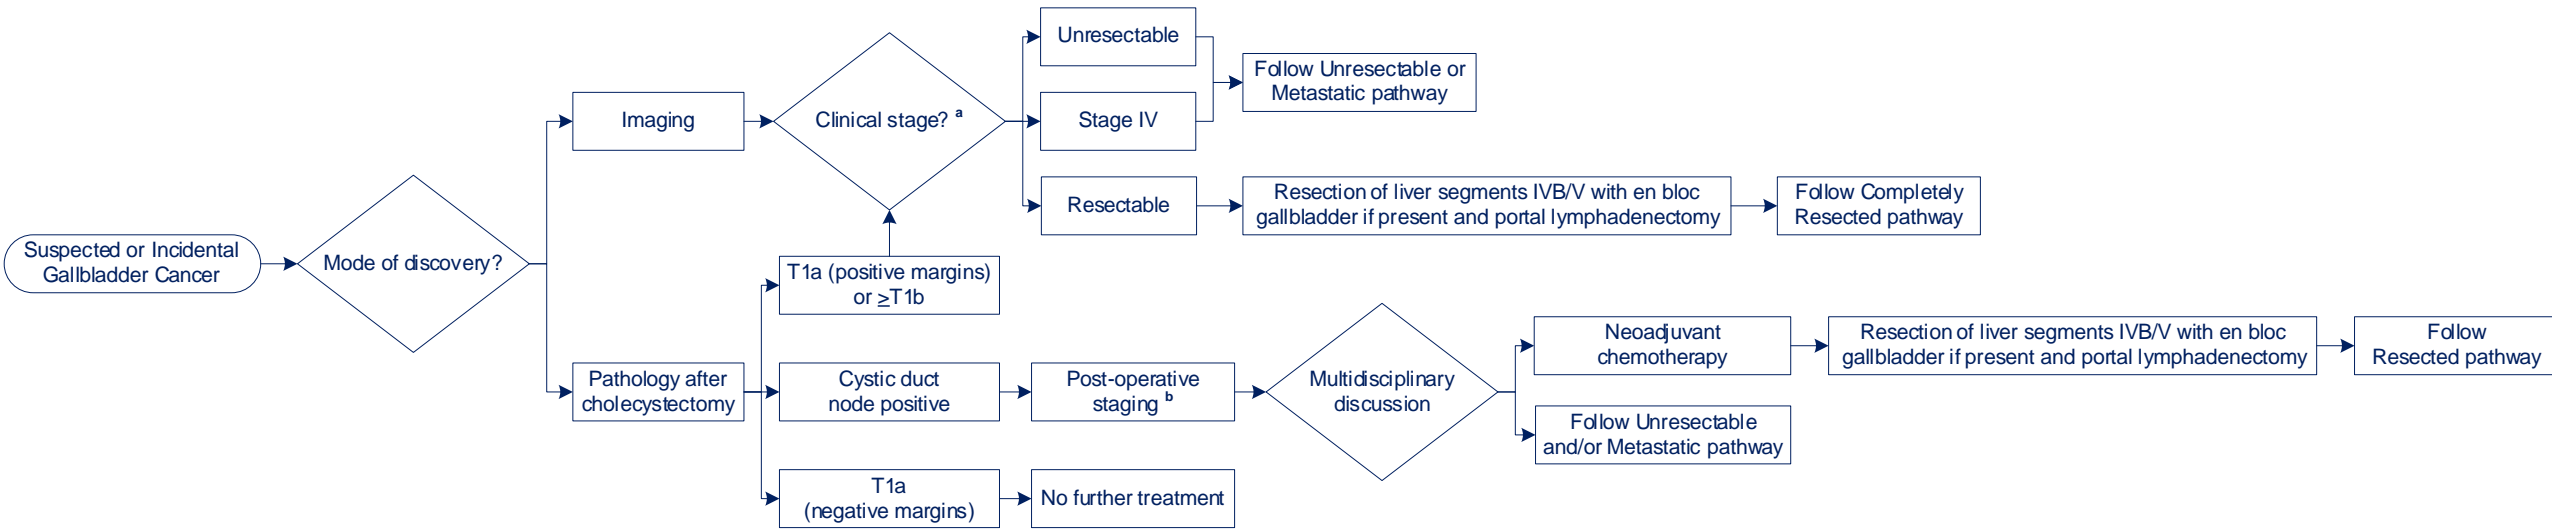 Suspected or Incidental
Gallbladder Cancer
Mode of discovery?
Imaging
Clinical stage? a
Unresectable
Stage IV
Follow Unresectable or
Metastatic pathway
Resectable
Resection of liver segments IVB/V with en bloc
gallbladder if present and portal lymphadenectomy
Follow Completely
Resected pathway
Pathology after
cholecystectomy
T1a (positive margins)
or ≥T1b
Cystic duct
node positive
Post-operative
staging b
Multidisciplinary
discussion
Neoadjuvant
chemotherapy
Resection of liver segments IVB/V with en bloc
gallbladder if present and portal lymphadenectomy
Follow
Resected pathway
Follow Unresectable
and/or Metastatic pathway
T1a
(negative margins)
No further treatment